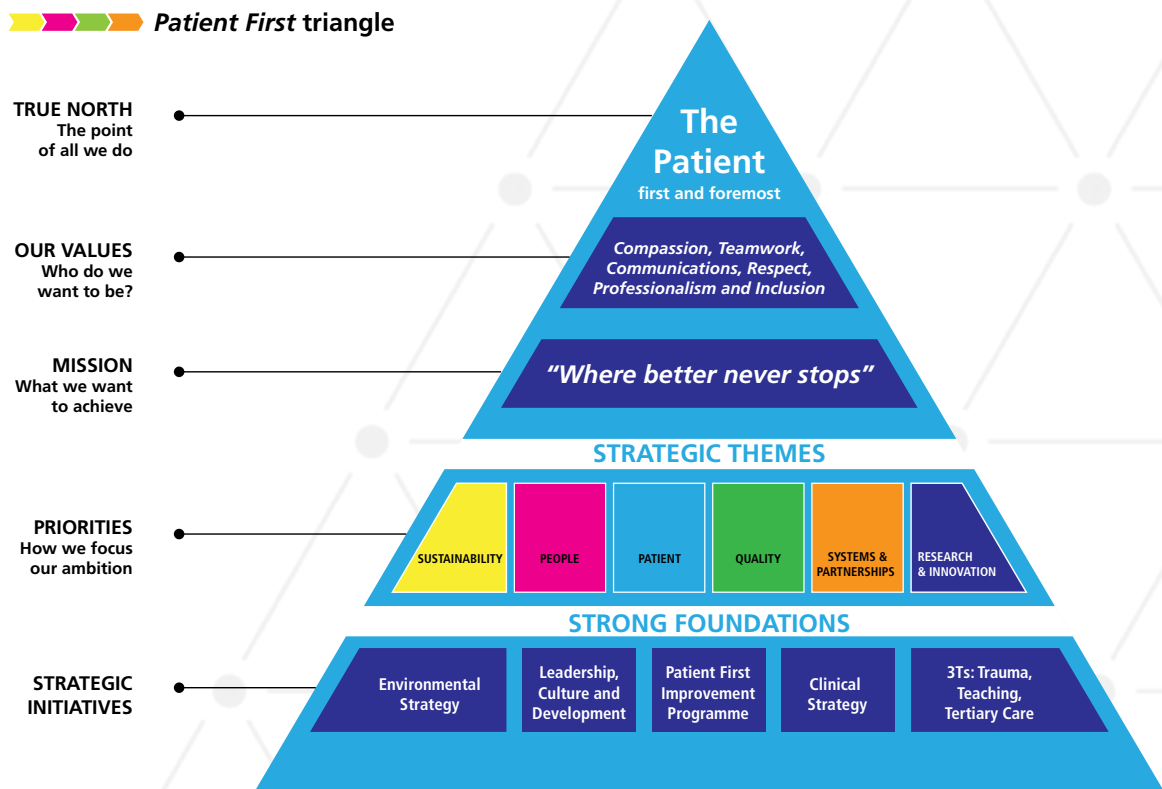 Patient First triangle
TRUE NORTH
The point
of all we do
The
Patient
first and foremost
OUR VALUES
Who do we
want to be?
Compassion, Teamwork,
Communications, Respect,
Professionalism and Inclusion
MISSION
What we want
to achieve
“Where better never stops”
STRATEGIC THEMES
PRIORITIES
How we focus
our ambition
SUSTAINABILITY
PEOPLE
PATIENT
QUALITY
SYSTEMS &
PARTNERSHIPS
RESEARCH
& INNOVATION
STRONG FOUNDATIONS
STRATEGIC
INITIATIVES
Environmental
Strategy
Leadership,
Culture and
Development
Patient First
Improvement
Programme
Clinical
Strategy
3Ts: Trauma,
Teaching,
Tertiary Care